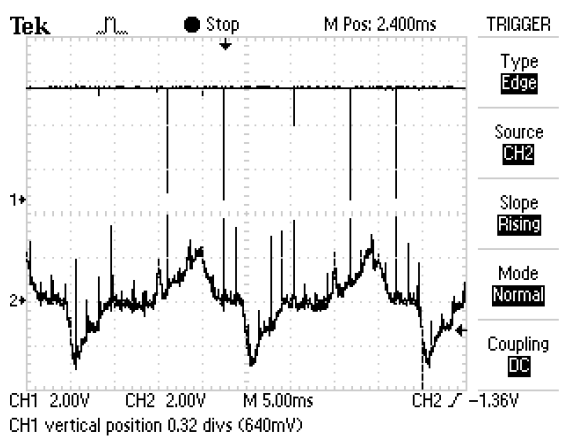 Tek Stop M Pos: 2.400ms TRIGGER
Type
Edge
Source
CH2
1
Slope
Rising
Mode
Normal
2
Coupling
DC
CH1 2.00V CH2 2.00V M 5.00ms CH2 -1.36V
CH1 vertical position 0.32 divs (640mV)